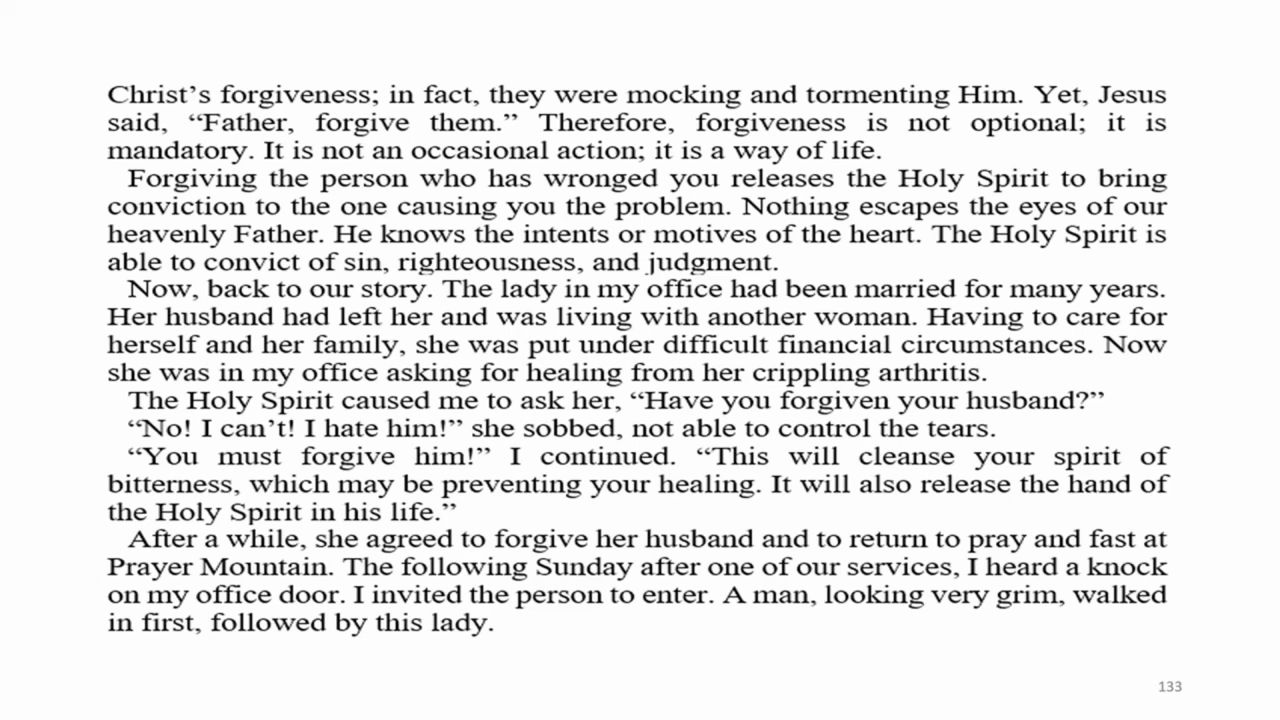 Christ’s forgiveness; in fact, they were mocking and tormenting Him. Yet, Jesus
said, “Father, forgive them.” Therefore, forgiveness is not optional; it is
mandatory. It is not an occasional action; it is a way of life.
Forgiving the person who has wronged you releases the Holy Spirit to bring
conviction to the one causing you the problem. Nothing escapes the eyes of our
heavenly Father. He knows the intents or motives of the heart. The Holy Spirit is
able to convict of sin, righteousness, and judgment.
Now, back to our story. The lady in my office had been married for many years.
Her husband had left her and was living with another woman. Having to care for
herself and her family, she was put under difficult financial circumstances. Now
she was in my office asking for healing from her crippling arthritis.
The Holy Spirit caused me to ask her, “Have you forgiven your husband?”
“No! I can’t! I hate him!” she sobbed, not able to control the tears.
“You must forgive him!” I continued. “This will cleanse your spirit of
bitterness, which may be preventing your healing. It will also release the hand of
the Holy Spirit in his life.”
After a while, she agreed to forgive her husband and to return to pray and fast at
Prayer Mountain. The following Sunday after one of our services, I heard a knock
on my office door. I invited the person to enter. A man, looking very grim, walked
in first, followed by this lady.
133